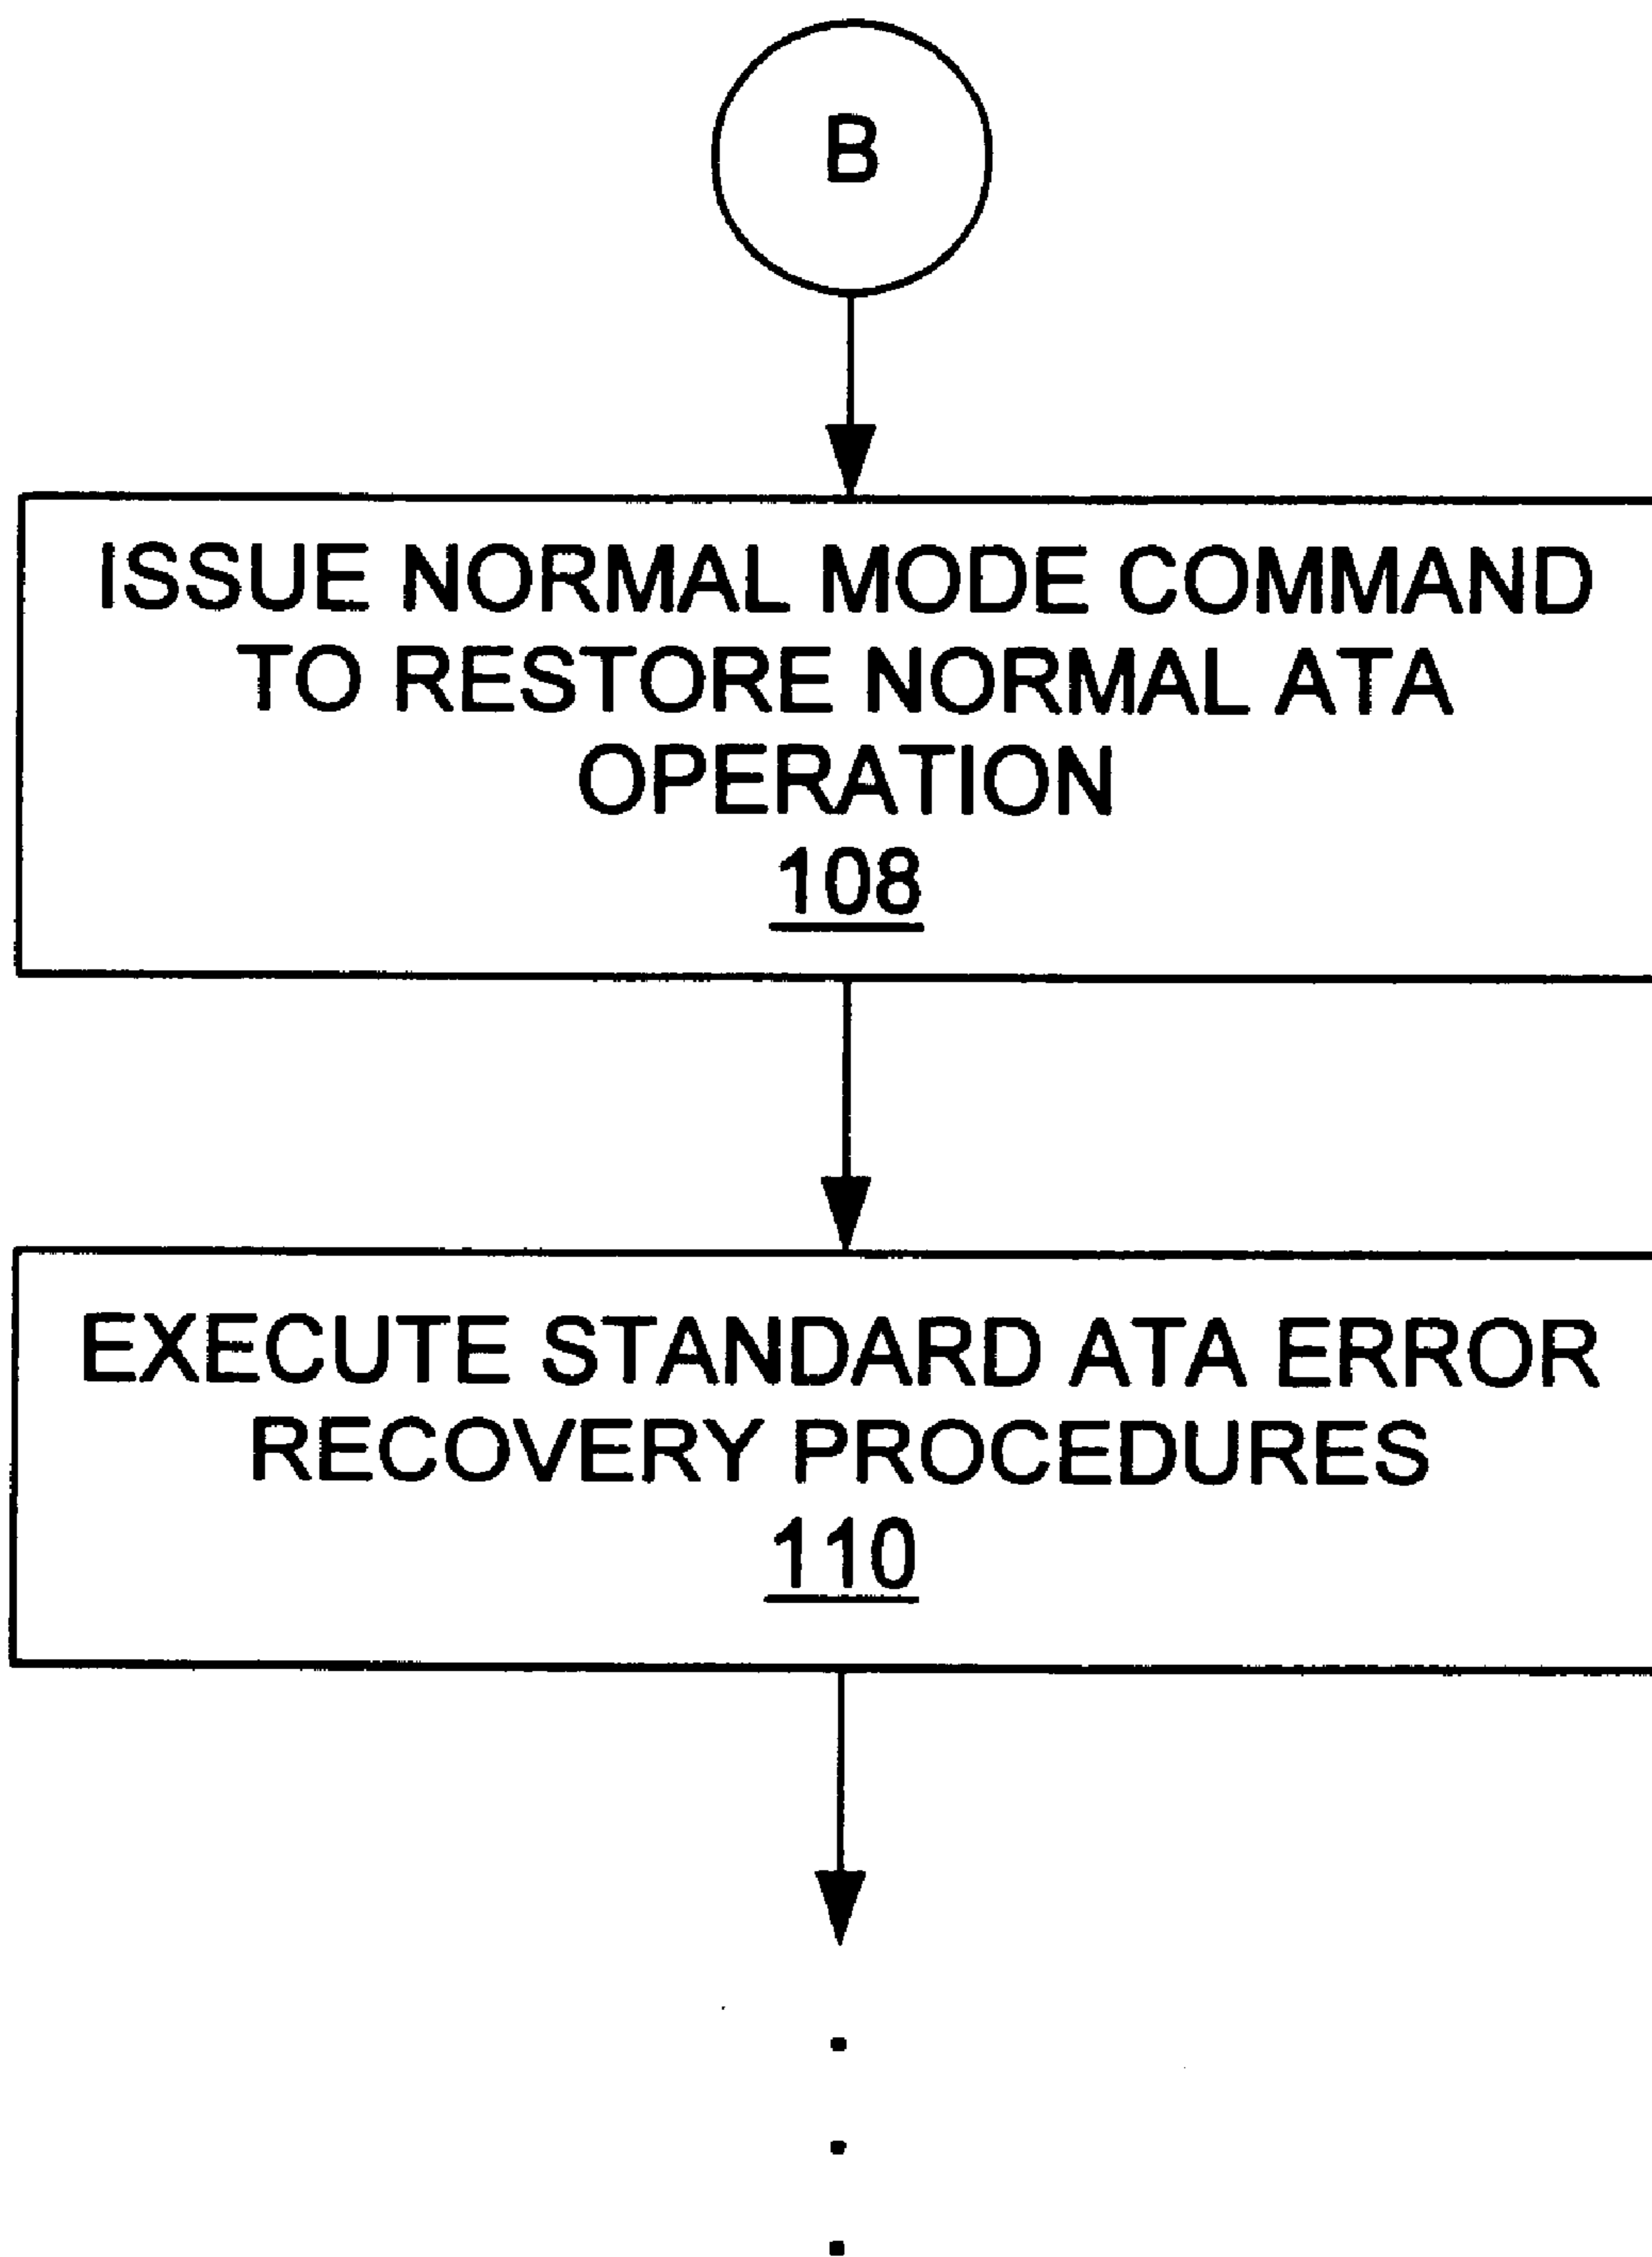 B
ISSUE NORMAL MODE COMMAND
TO RESTORE NORMAL ATA
OPERATION
108
EXECUTE STANDARD ATA ERROR
RECOVERY PROCEDURES
110